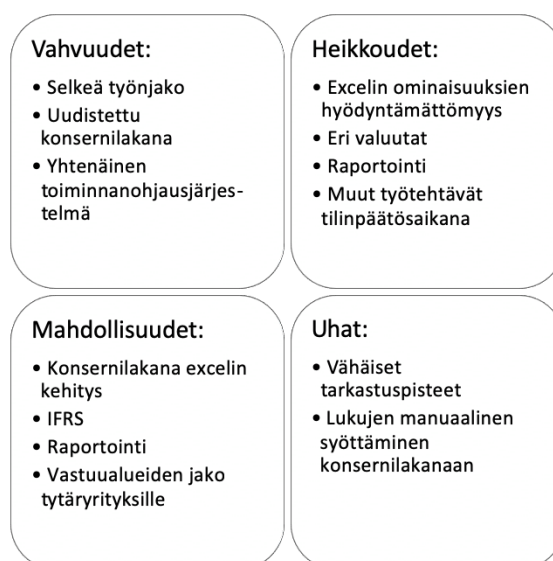 Vahvuudet:
• Selkeä työnjako
• Uudistettu
konsernilakana
• Yhtenäinen
toiminnanohjausjärjes-
telmä
Heikkoudet:
• Excelin ominaisuuksien
hyödyntämättömyys
• Eri valuutat
• Raportointi
• Muut työtehtävät
tilinpäätösaikana
Mahdollisuudet:
• Konsernilakana excelin
kehitys
• IFRS
• Raportointi
• Vastuualueiden jako
tytäryrityksille
Uhat:
• Vähäiset
tarkastuspisteet
• Lukujen manuaalinen
syöttäminen
konsernilakanaan